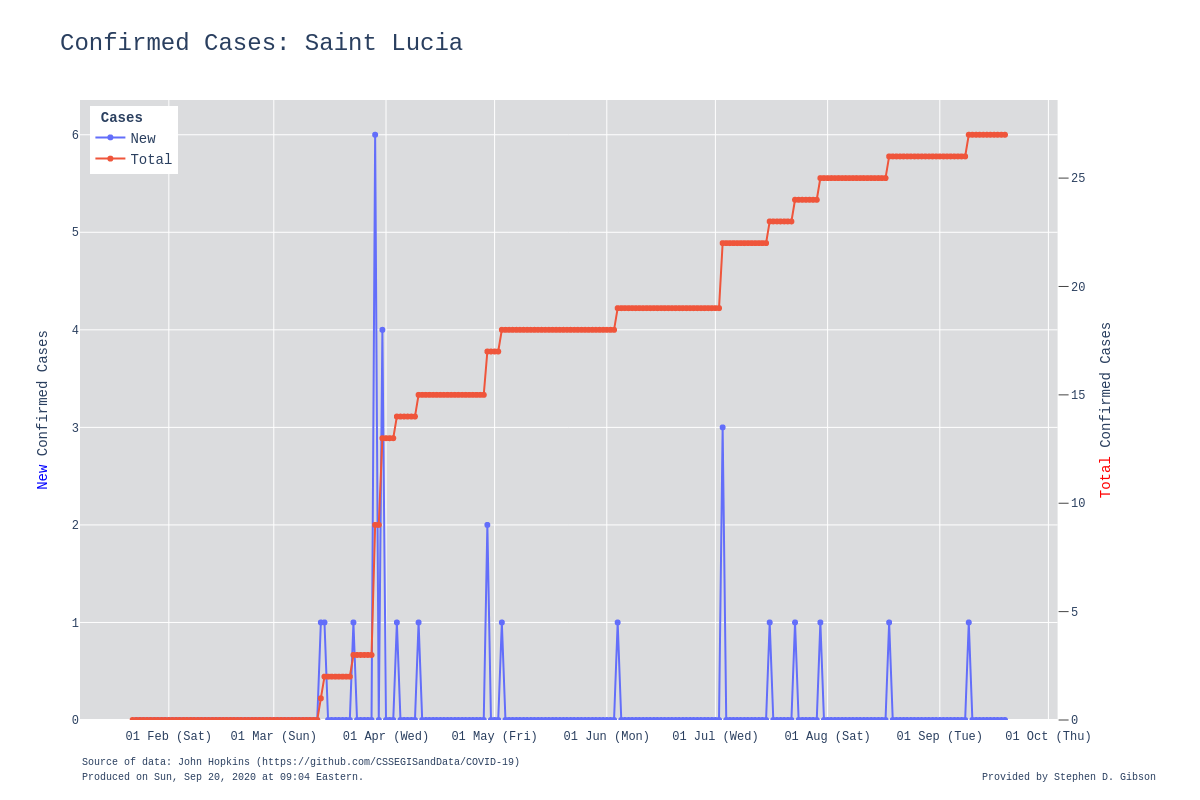 Confirmed Cases: Saint Lucia
Cases
New
Total
6
5
4
3
2
1
0
New Confirmed Cases
25
20
15
10
5
0
Total Confirmed Cases
01 Feb (Sat) 01 Mar (Sun) 01 Apr (Wed) 01 May (Fri) 01 Jun (Mon) 01 Jul (Wed) 01 Aug (Sat) 01 Sep (Tue) 01 Oct (Thu)
Source of data: John Hopkins (https://github.com/CSSEGISandData/COVID-19)
Produced on Sun, Sep 20, 2020 at 09:04 Eastern.
Provided by Stephen D. Gibson